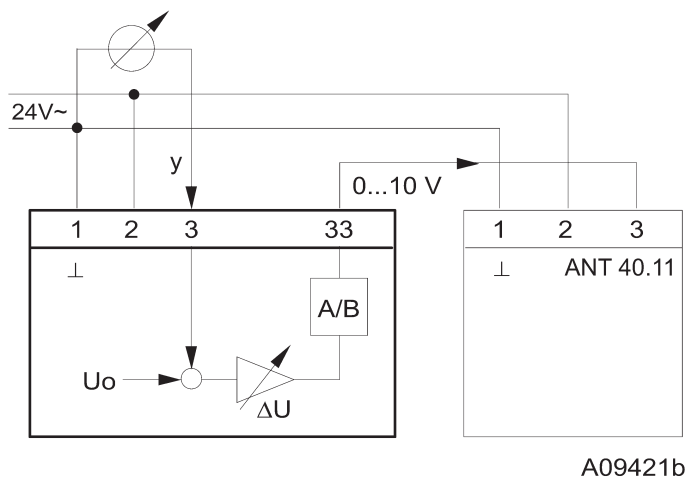 24V~
y
0...10 V
1 2 3 33
1 2 3
⊥
⊥ ANT 40.11
A/B
Uo
ΔU
A09421b